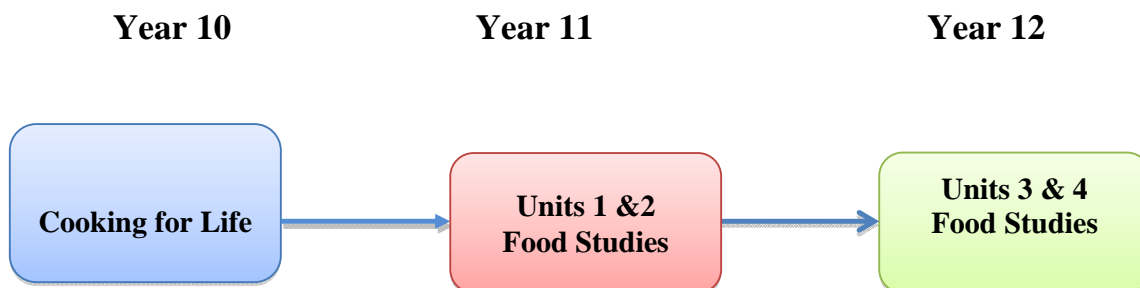 Year 10
Year 11
Year 12
Cooking for Life
Units 1 &2
Food Studies
Units 3 & 4
Food Studies